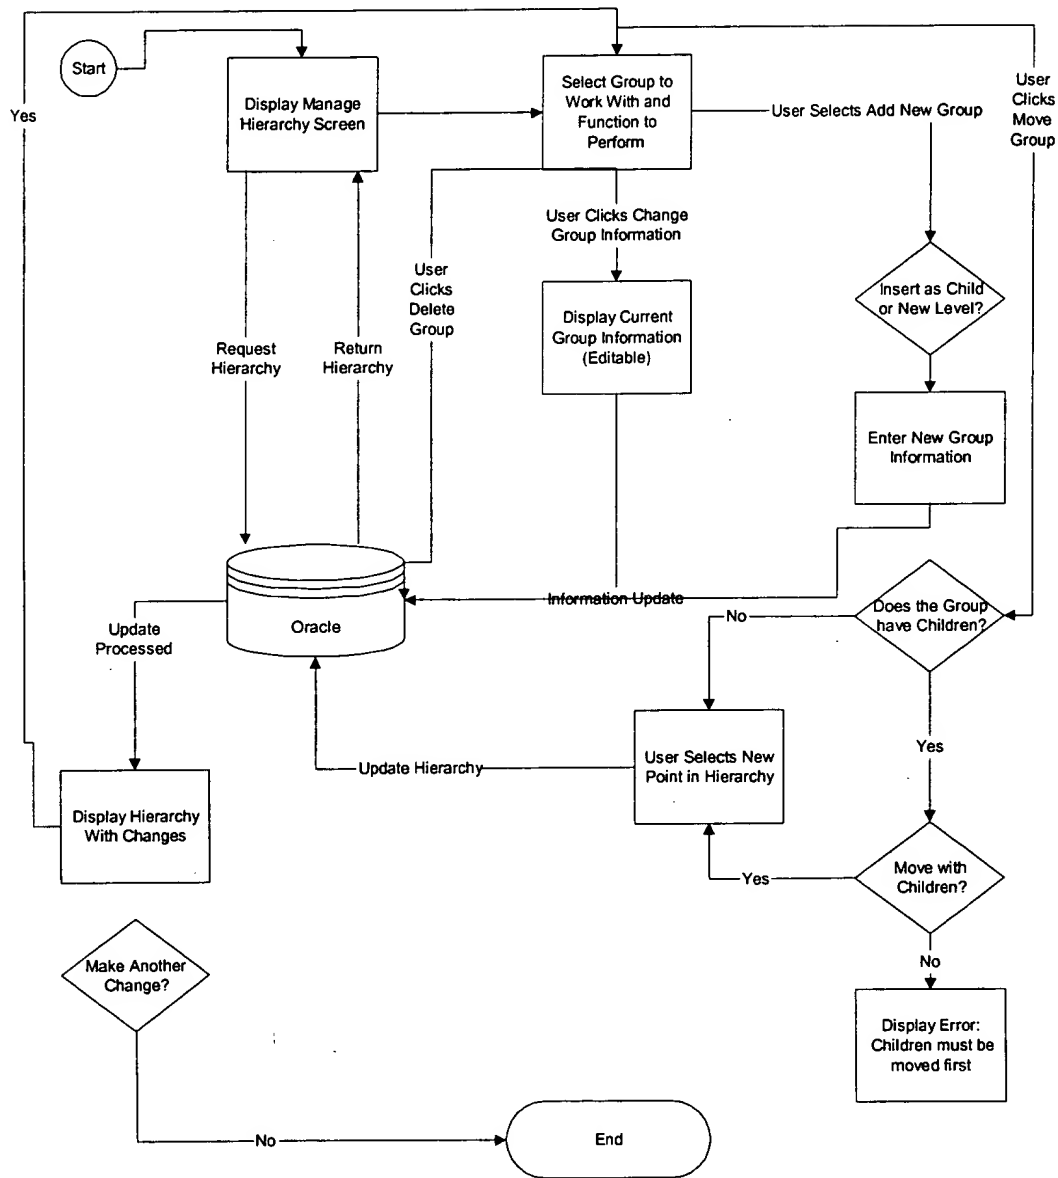 Start
Yes
Display Manage
Hierarchy Screen
Select Group to
Work With and
Function to
Perform
User Selects Add New Group
User
Clicks
Move
Group
User Clicks Change
Group Information
User
Clicks
Delete
Group
Insert as Child
or New Level?
Display Current
Group Information
(Editable)
Request
Hierarchy
Return
Hierarchy
Enter New Group
Information
Information Update
Oracle
Update
Processed
No
Does the Group
have Children?
Yes
User Selects New
Point in Hierarchy
Update Hierarchy
Display Hierarchy
With Changes
Yes
Move with
Children?
No
Make Another
Change?
Display Error:
Children must be
moved first
No
End